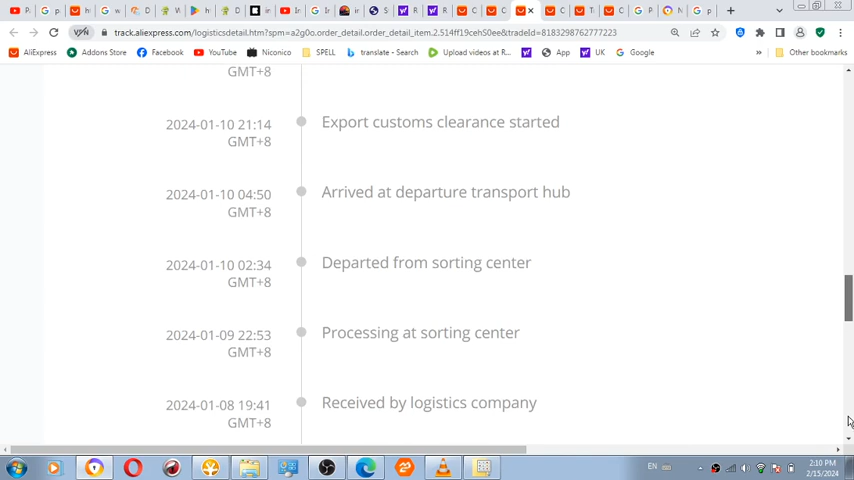 track.aliexpress.com/logisticsdetail.htm?spm=a2g0o.order_detail.order_detail_item.2.514ff19cehS0ee&tradeId=8183298762777223
AliExpress Addons Store Facebook YouTube Niconico SPELL translate - Search Upload videos at R... App UK Google » Other bookmarks
GMT+8
2024-01-10 21:14 Export customs clearance started
GMT+8
2024-01-10 04:50 Arrived at departure transport hub
GMT+8
2024-01-10 02:34 Departed from sorting center
GMT+8
2024-01-09 22:53 Processing at sorting center
GMT+8
2024-01-08 19:41 Received by logistics company
GMT+8
EN 2:10 PM
2/15/2024